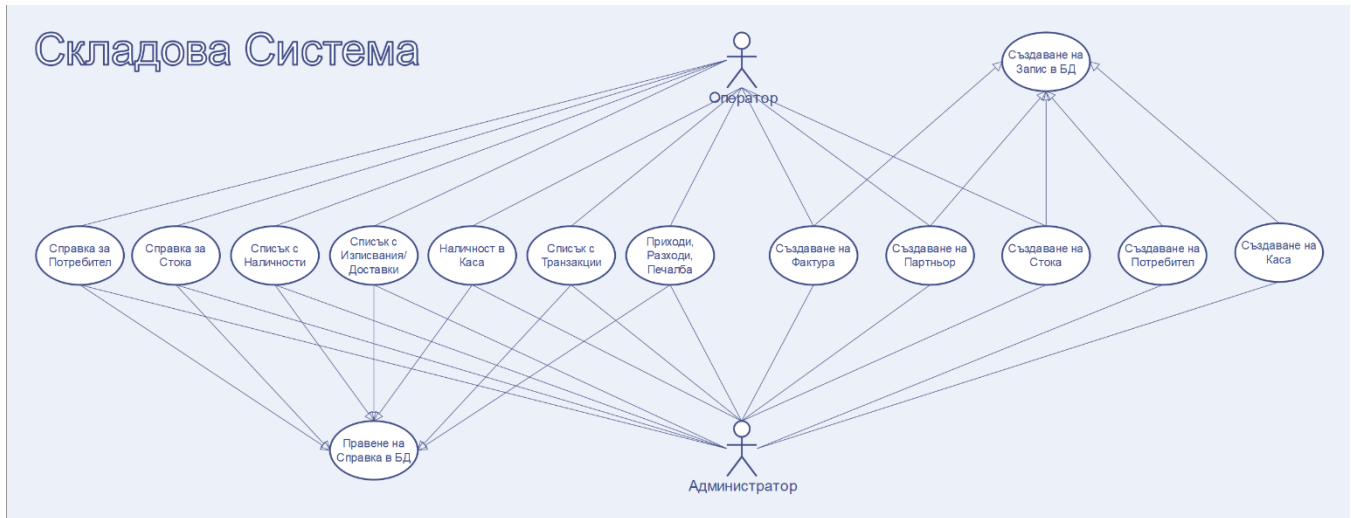 Складова Система
Оператор
Създаване на
Запис в БД
Справка за
Потребител
Справка за
Стока
Списък с
Наличности
Списък с
Изписвания/
Доставки
Наличност в
Каса
Списък с
Транзакции
Приходи,
Разходи,
Печалба
Създаване на
Фактура
Създаване на
Партньор
Създаване на
Стока
Създаване на
Потребител
Създаване на
Каса
Правене на
Справка в БД
Администратор